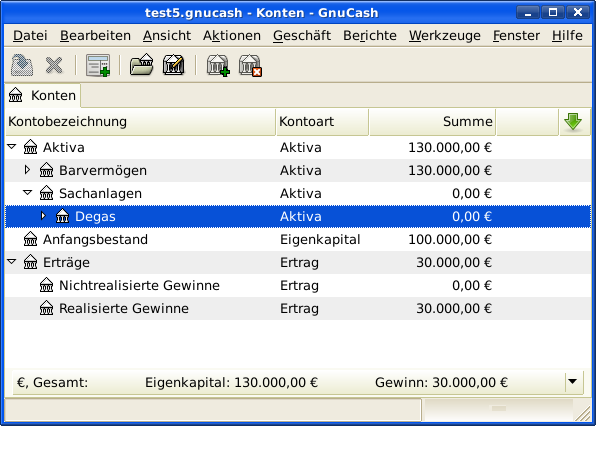 test5.gnucash - Konten - GnuCash
Datei Bearbeiten Ansicht Aktionen Geschäft Berichte Werkzeuge Fenster Hilfe
Konten
Kontobezeichnung Kontoart Summe
Aktiva Aktiva 130.000,00 €
Barvermögen Aktiva 130.000,00 €
Sachanlagen Aktiva 0,00 €
Degas Aktiva 0,00 €
Anfangsbestand Eigenkapital 100.000,00 €
Erträge Ertrag 30.000,00 €
Nichtrealisierte Gewinne Ertrag 0,00 €
Realisierte Gewinne Ertrag 30.000,00 €
€, Gesamt: Eigenkapital: 130.000,00 € Gewinn: 30.000,00 €